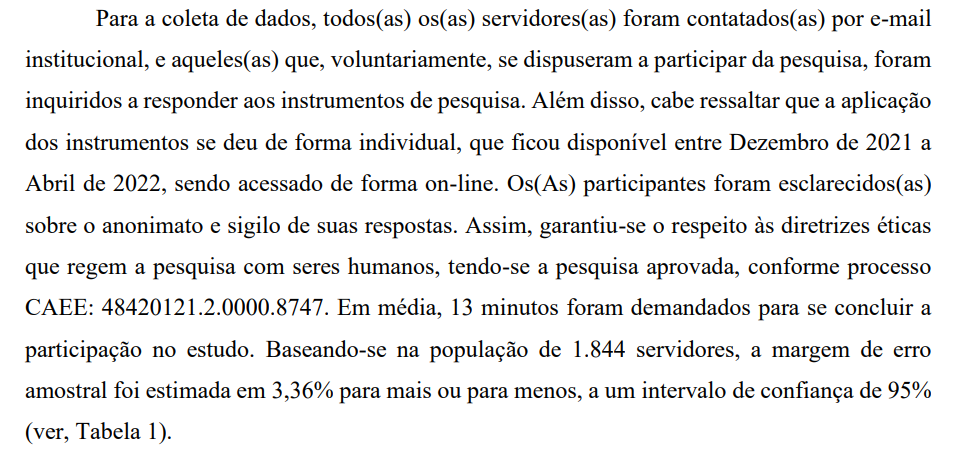 Para a coleta de dados, todos(as) os(as) servidores(as) foram contatados(as) por e-mail
institucional, e aqueles(as) que, voluntariamente, se dispuseram a participar da pesquisa, foram
inquiridos a responder aos instrumentos de pesquisa. Além disso, cabe ressaltar que a aplicação
dos instrumentos se deu de forma individual, que ficou disponível entre Dezembro de 2021 a
Abril de 2022, sendo acessado de forma on-line. Os(As) participantes foram esclarecidos(as)
sobre o anonimato e sigilo de suas respostas. Assim, garantiu-se o respeito às diretrizes éticas
que regem a pesquisa com seres humanos, tendo-se a pesquisa aprovada, conforme processo
CAEE: 48420121.2.0000.8747. Em média, 13 minutos foram demandados para se concluir a
participação no estudo. Baseando-se na população de 1.844 servidores, a margem de erro
amostral foi estimada em 3,36% para mais ou para menos, a um intervalo de confiança de 95%
(ver, Tabela 1).